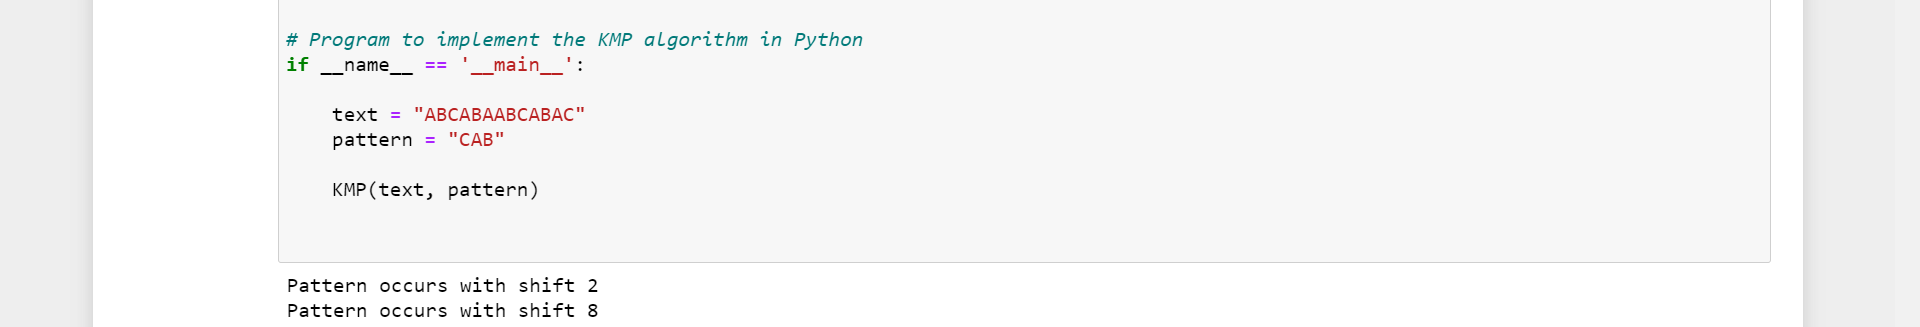 # Program to implement the KMP algorithm in Python
if __name__ == '__main__':
text = "ABCABAABCABAC"
pattern = "CAB"
KMP(text, pattern)
Pattern occurs with shift 2
Pattern occurs with shift 8